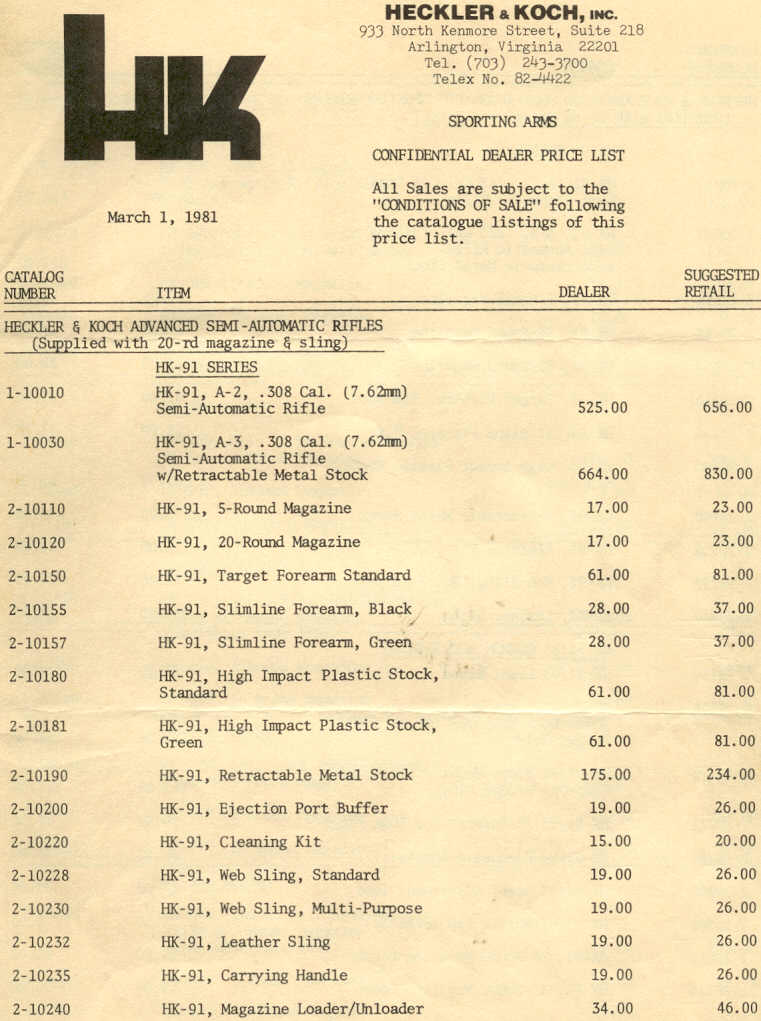 HK
HECKLER & KOCH, INC.
933 North Kenmore Street, Suite 218
Arlington, Virginia 22201
Tel. (703) 243-3700
Telex No. 82-4422
SPORTING ARMS
CONFIDENTIAL DEALER PRICE LIST
March 1, 1981
All Sales are subject to the
"CONDITIONS OF SALE" following
the catalogue listings of this
price list.
CATALOG NUMBER ITEM DEALER SUGGESTED RETAIL
HECKLER & KOCH ADVANCED SEMI-AUTOMATIC RIFLES
(Supplied with 20-rd magazine & sling)
HK-91 SERIES
1-10010 HK-91, A-2, .308 Cal. (7.62mm)
Semi-Automatic Rifle 525.00 656.00
1-10030 HK-91, A-3, .308 Cal. (7.62mm)
Semi-Automatic Rifle
w/Retractable Metal Stock 664.00 830.00
2-10110 HK-91, 5-Round Magazine 17.00 23.00
2-10120 HK-91, 20-Round Magazine 17.00 23.00
2-10150 HK-91, Target Forearm Standard 61.00 81.00
2-10155 HK-91, Slimline Forearm, Black 28.00 37.00
2-10157 HK-91, Slimline Forearm, Green 28.00 37.00
2-10180 HK-91, High Impact Plastic Stock,
Standard 61.00 81.00
2-10181 HK-91, High Impact Plastic Stock,
Green 61.00 81.00
2-10190 HK-91, Retractable Metal Stock 175.00 234.00
2-10200 HK-91, Ejection Port Buffer 19.00 26.00
2-10220 HK-91, Cleaning Kit 15.00 20.00
2-10228 HK-91, Web Sling, Standard 19.00 26.00
2-10230 HK-91, Web Sling, Multi-Purpose 19.00 26.00
2-10232 HK-91, Leather Sling 19.00 26.00
2-10235 HK-91, Carrying Handle 19.00 26.00
2-10240 HK-91, Magazine Loader/Unloader 34.00 46.00